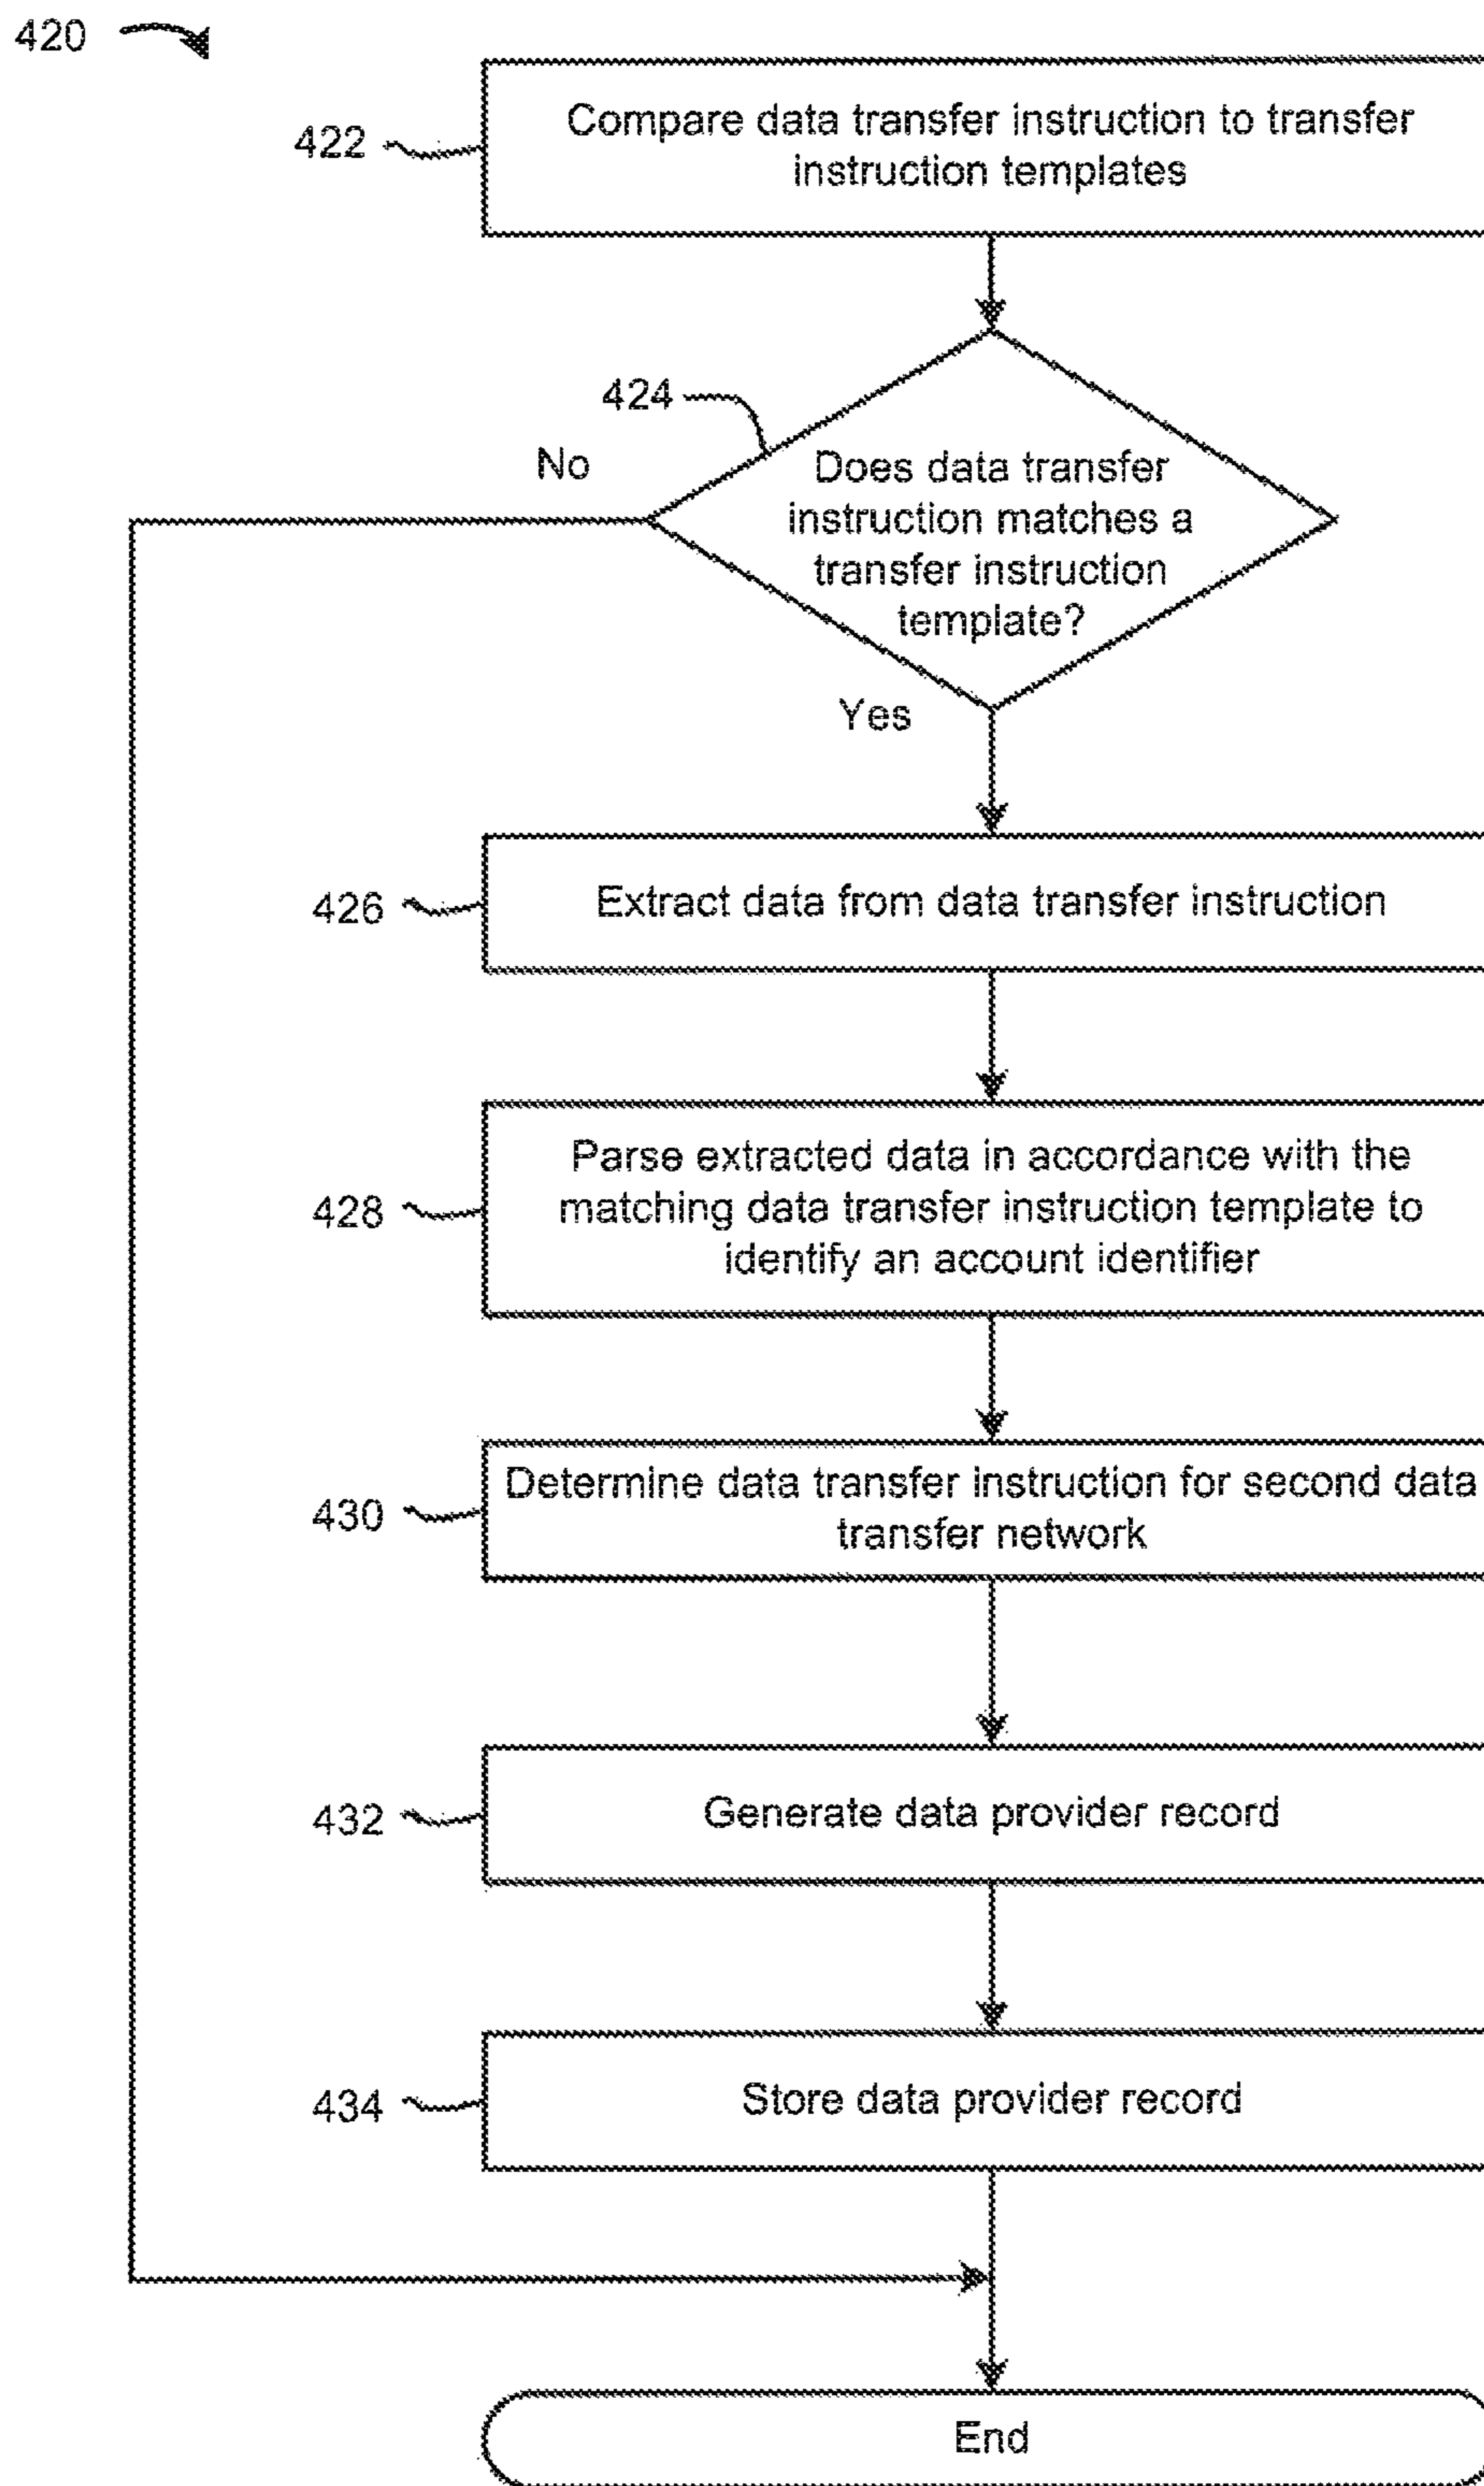 420
422
Compare data transfer instruction to transfer
instruction templates
424
No
Does data transfer
instruction matches a
transfer instruction
template?
Yes
426
Extract data from data transfer instruction
428
Parse extracted data in accordance with the
matching data transfer instruction template to
identify an account identifier
430
Determine data transfer instruction for second data
transfer network
432
Generate data provider record
434
Store data provider record
End